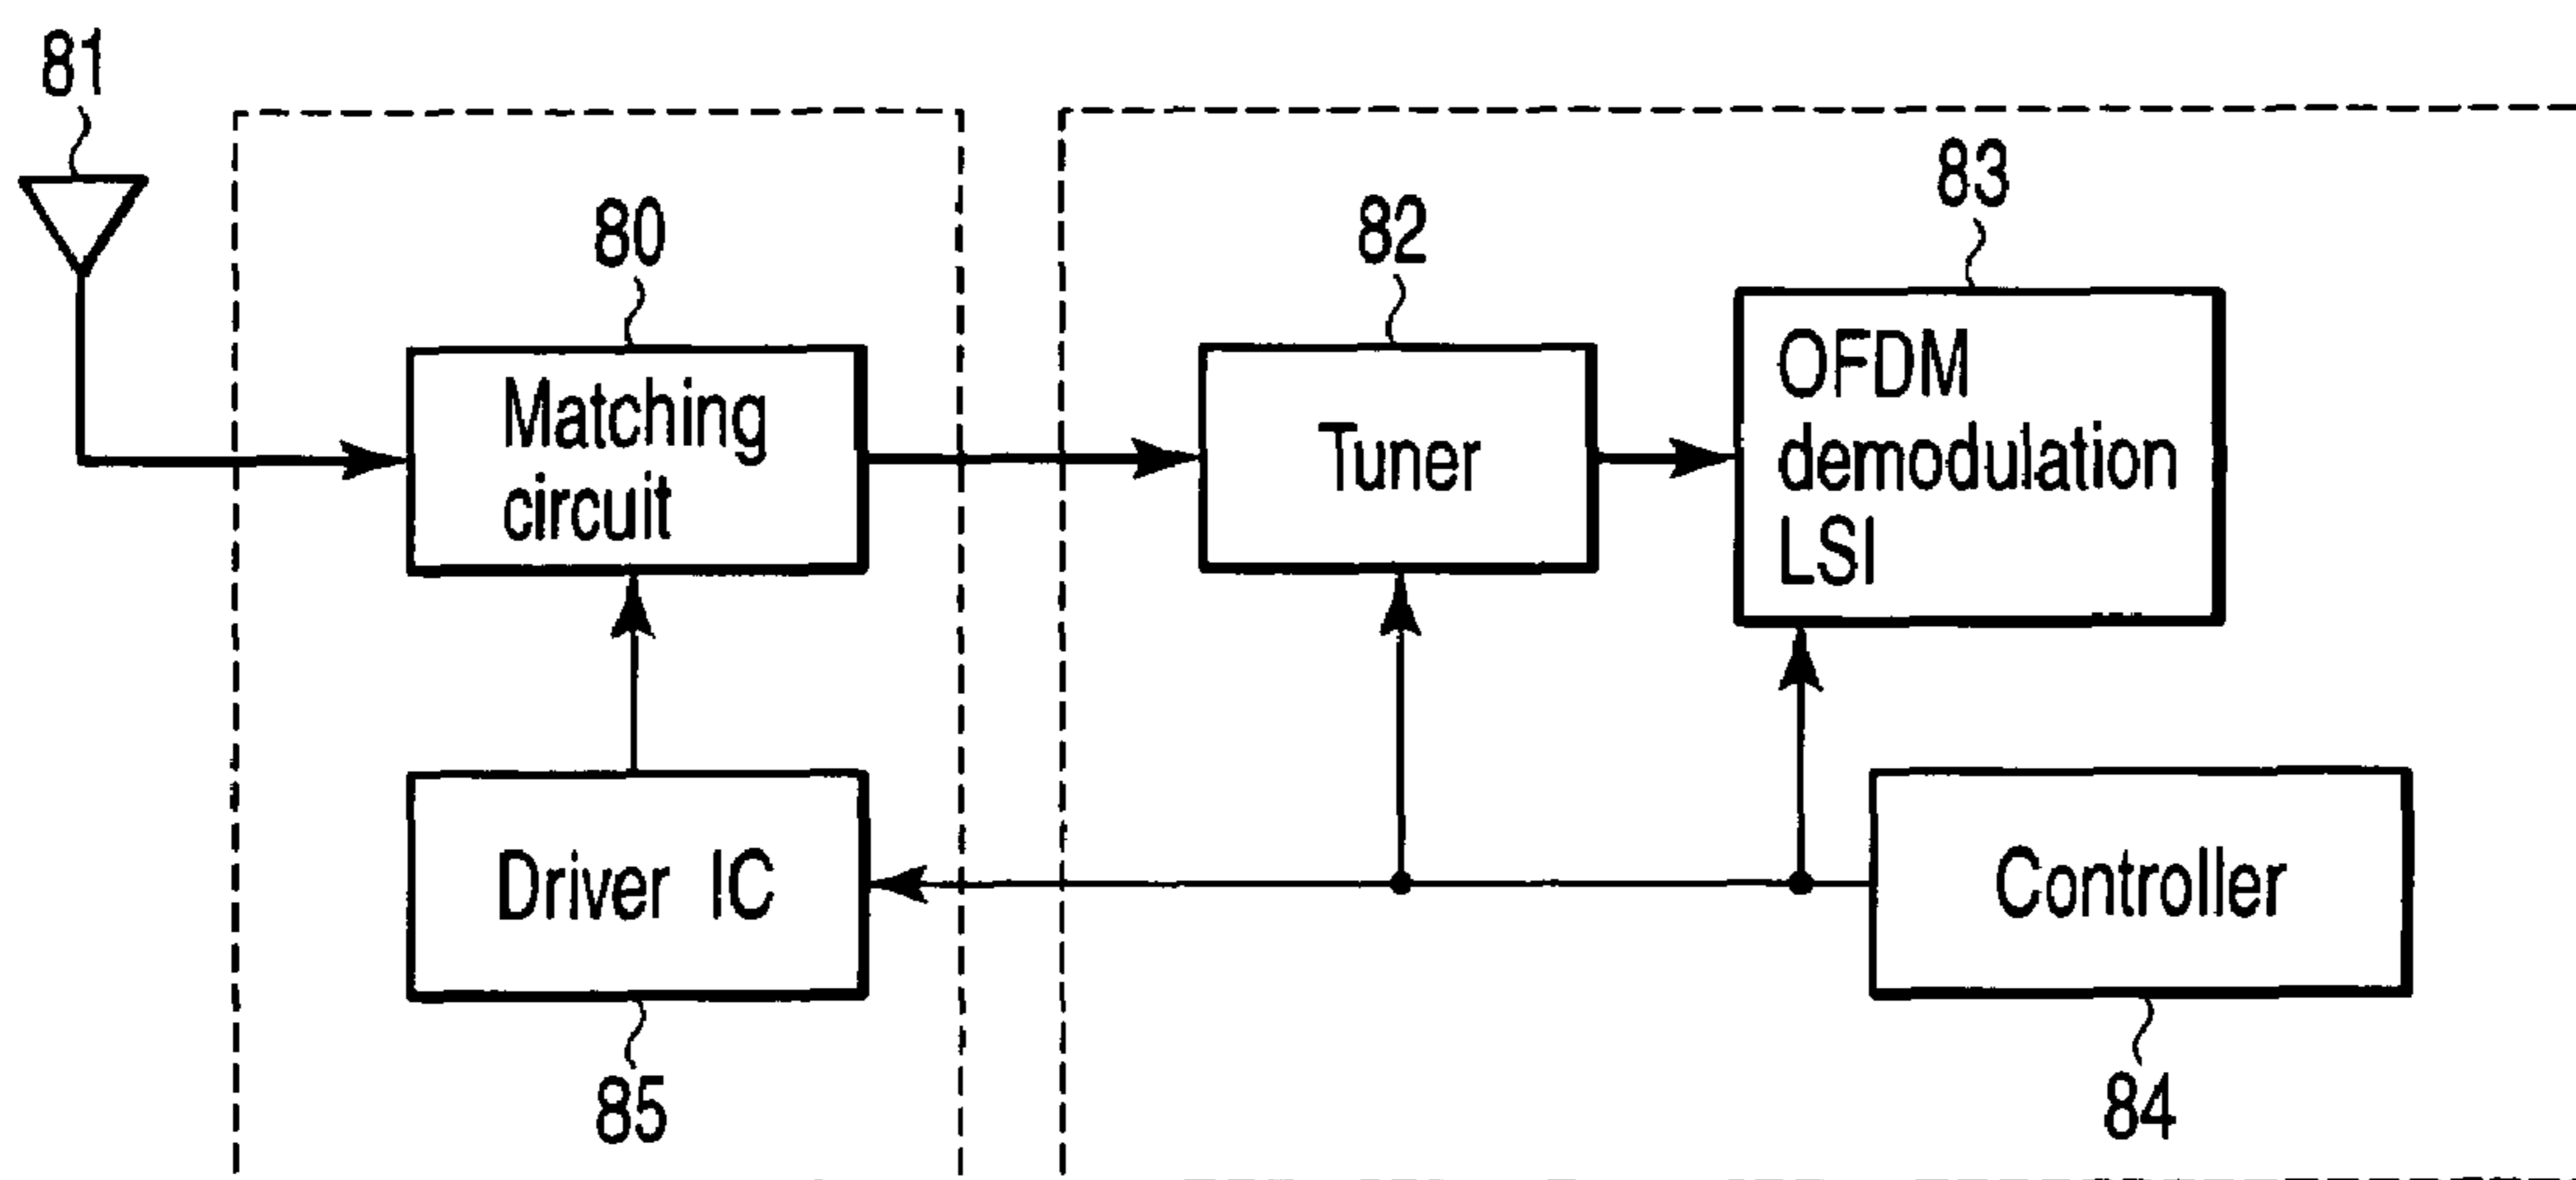 81
80
Matching
circuit
82
Tuner
83
OFDM
demodulation
LSI
Driver IC
85
Controller
84